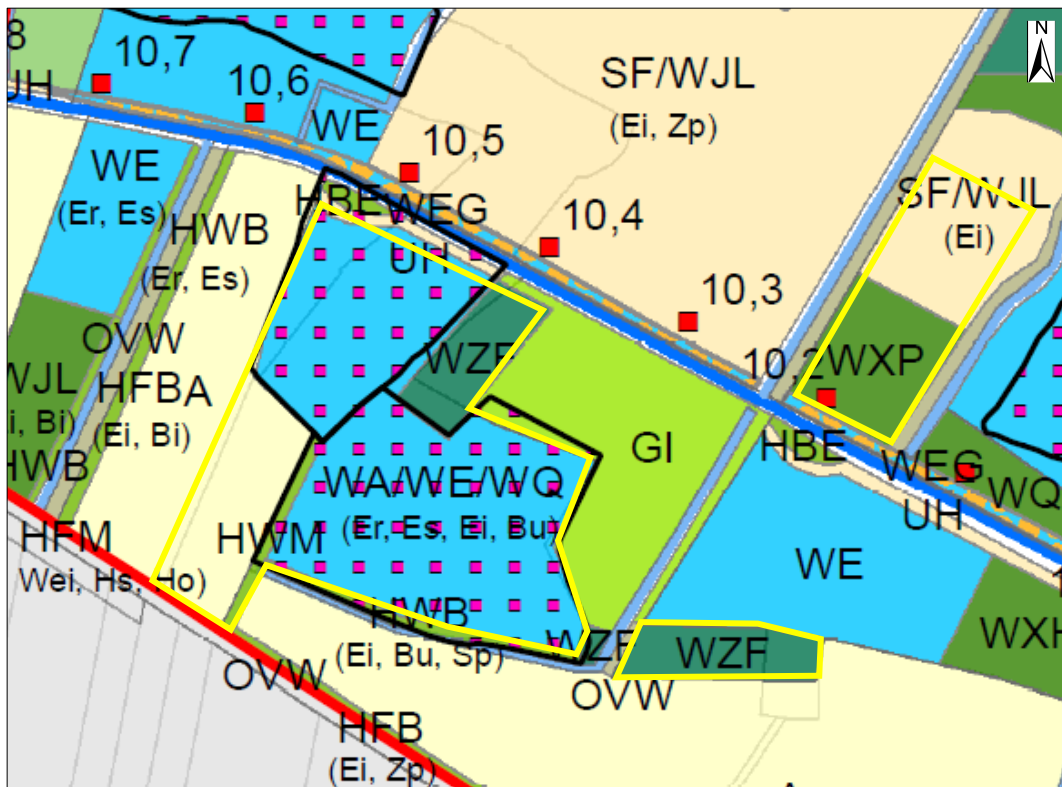 N
8
10,7
JH
10,6
WE
SF/WJL
(Ei, Zp)
10,5
WE
(Er, Es)
HBE
WEG
SF/WJL
(Ei)
HWB
(Er, Es)
10,4
UH
10,3
OVW
WZF
10,2
WXP
WJL
HFBA
(Ei, Bi)
HWB
GI
HBE
WEG
WQ
WA/WE/WQ
(Er, Es, Ei, Bu)
UH
HFM
HWM
Wei, Hs, Ho)
WE
HWB
(Ei, Bu, Sp)
WZF
WZF
WXH
OVW
OVW
HFB
(Ei, Zp)